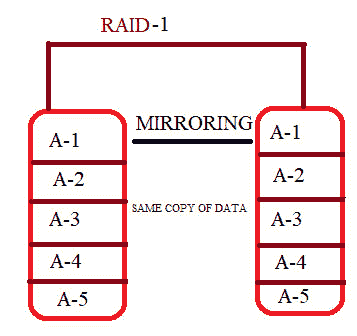 RAID-1
MIRRORING
A-1
A-1
A-2
A-2
SAME COPY OF DATA
A-3
A-3
A-4
A-4
A-5
A-5